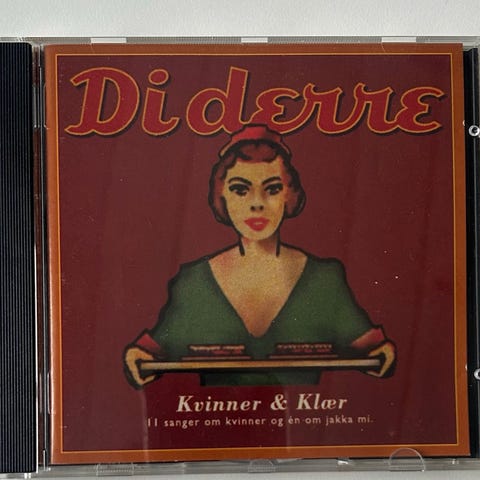 Di derre
Kvinner & Klær
11 sanger om kvinner og én om jakka mi.